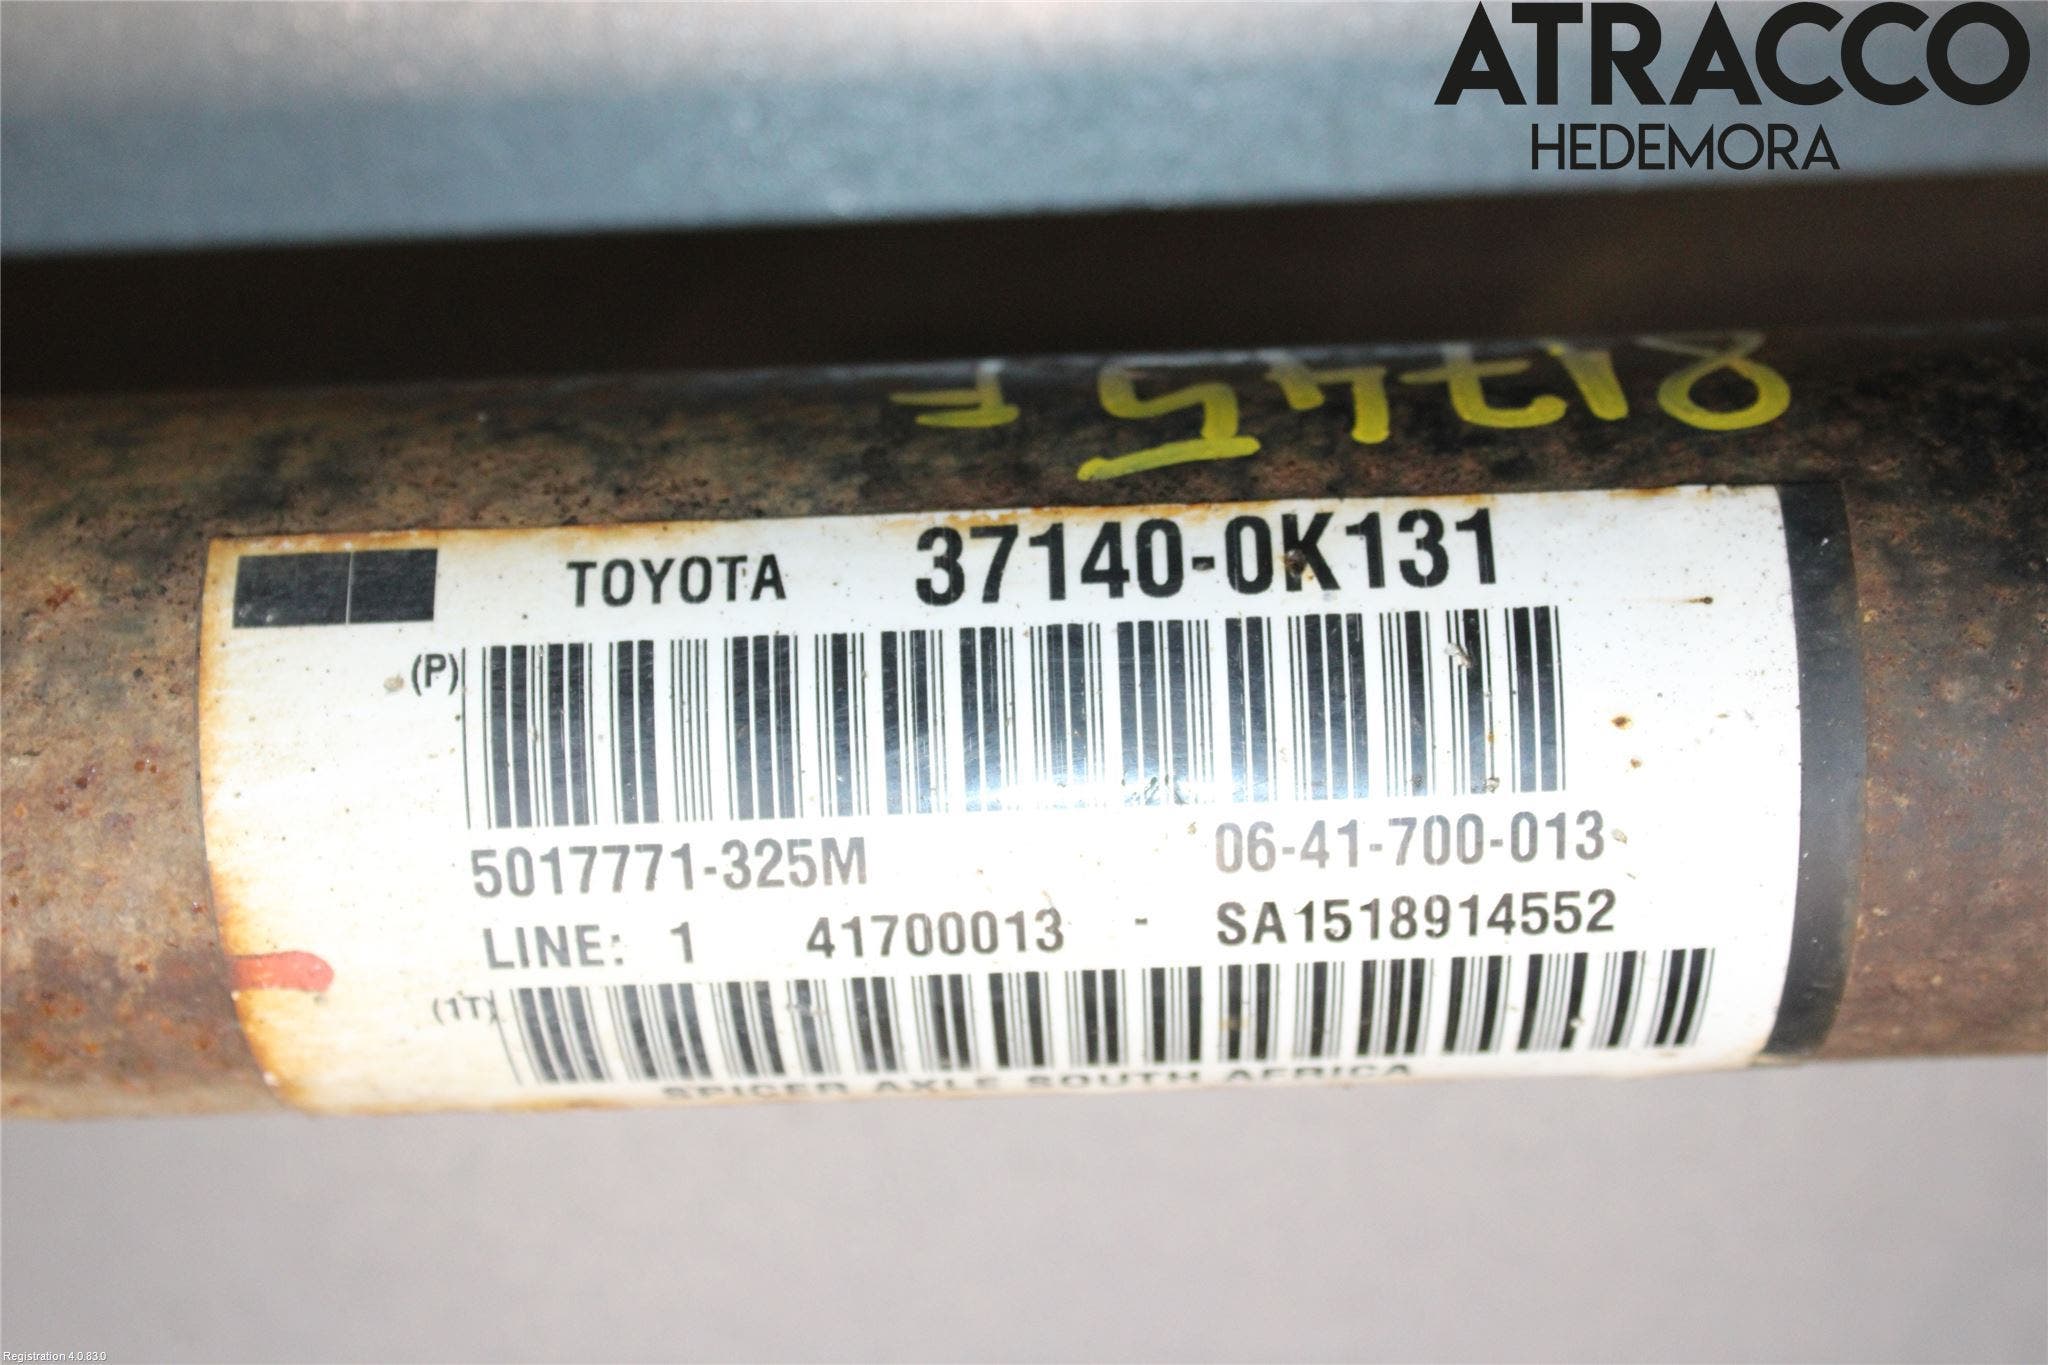 ATRACCO
HEDEMORA
81745 F
TOYOTA 37140-0K131
(P)
5017771-325M 06-41-700-013
LINE: 1 41700013 - SA1518914552
(1T)
SPICER AXLE SOUTH AFRICA
Registration 4.0.83.0